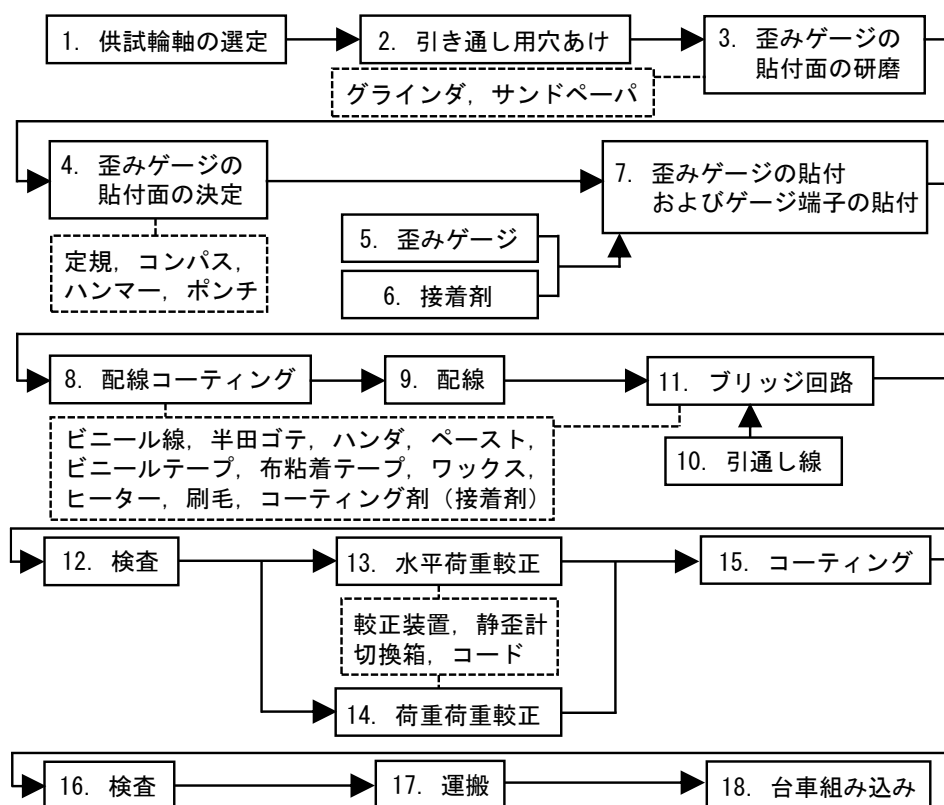 1. 供試輪軸の選定
2. 引き通し用穴あけ
3. 歪みゲージの
貼付面の研磨
グラインダ, サンドペーパ
4. 歪みゲージの
貼付面の決定
定規, コンパス,
ハンマー, ポンチ
5. 歪みゲージ
6. 接着剤
7. 歪みゲージの貼付
およびゲージ端子の貼付
8. 配線コーティング
9. 配線
11. ブリッジ回路
10. 引通し線
ビニール線, 半田ゴテ, ハンダ, ペースト,
ビニールテープ, 布粘着テープ, ワックス,
ヒーター, 刷毛, コーティング剤（接着剤）
12. 検査
13. 水平荷重較正
較正装置, 静歪計
切換箱, コード
14. 荷重荷重較正
15. コーティング
16. 検査
17. 運搬
18. 台車組み込み